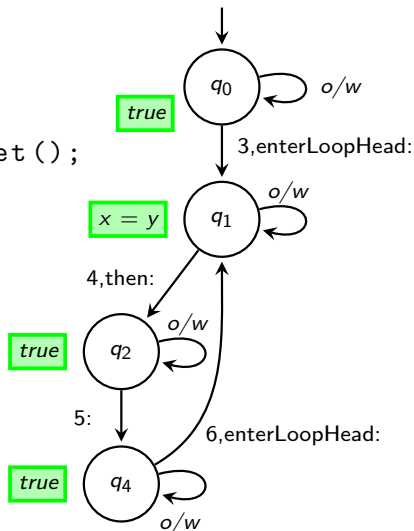 q0
o/w
true
et();
3,enterLoopHead:
o/w
x = y
q1
4,then:
o/w
true
q2
5:
6,enterLoopHead:
true
q4
o/w